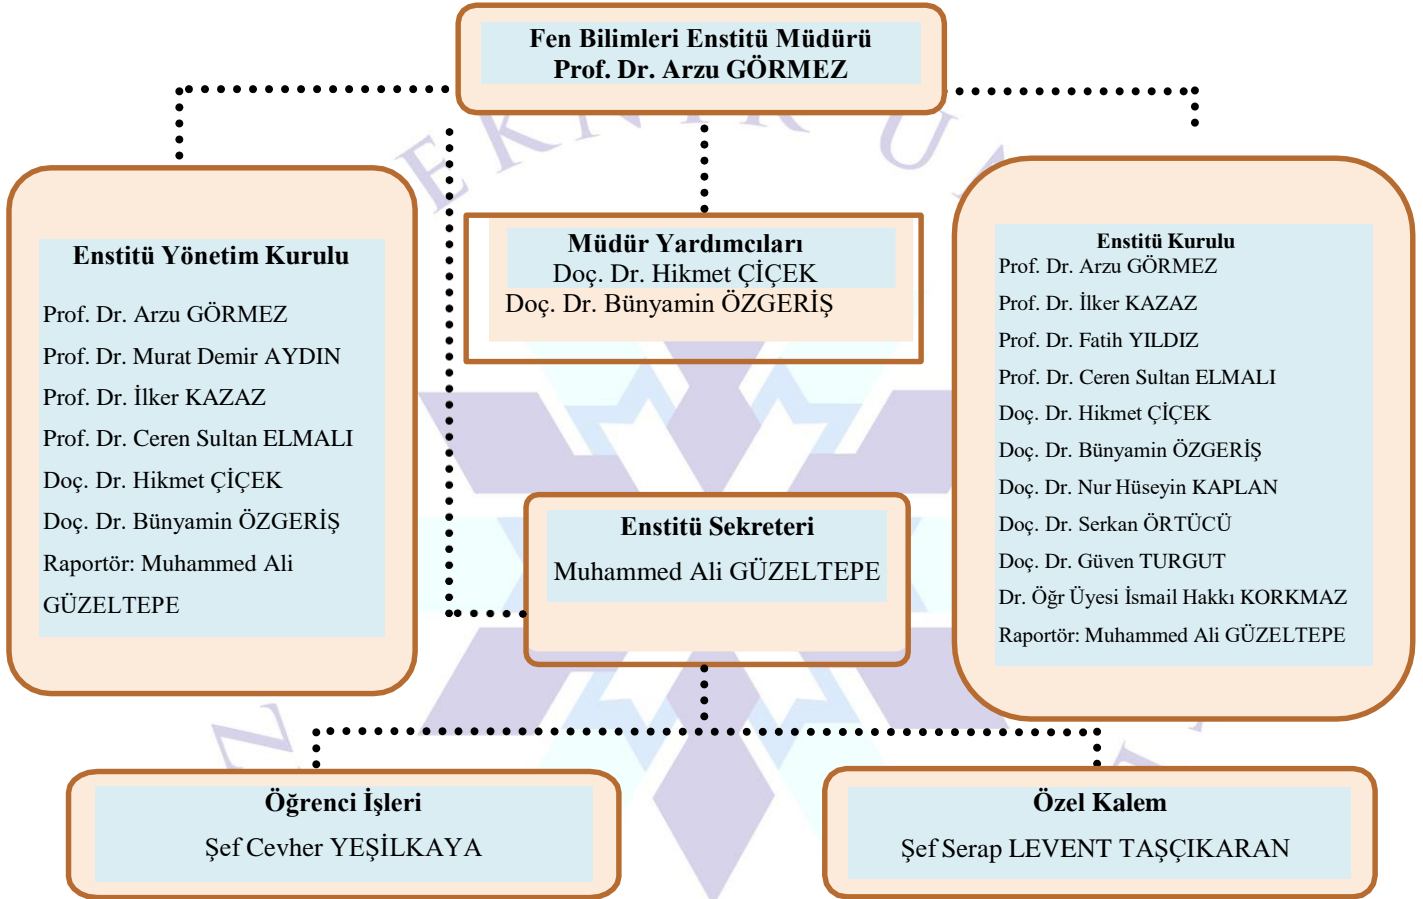 Fen Bilimleri Enstitü Müdürü
Prof. Dr. Arzu GÖRMEZ
Enstitü Yönetim Kurulu
Prof. Dr. Arzu GÖRMEZ
Prof. Dr. Murat Demir AYDIN
Prof. Dr. İlker KAZAZ
Prof. Dr. Ceren Sultan ELMALI
Doç. Dr. Hikmet ÇİÇEK
Doç. Dr. Bünyamin ÖZGERİŞ
Raportör: Muhammed Ali
GÜZELTEPE
Müdür Yardımcıları
Doç. Dr. Hikmet ÇİÇEK
Doç. Dr. Bünyamin ÖZGERİŞ
Enstitü Kurulu
Prof. Dr. Arzu GÖRMEZ
Prof. Dr. İlker KAZAZ
Prof. Dr. Fatih YILDIZ
Prof. Dr. Ceren Sultan ELMALI
Doç. Dr. Hikmet ÇİÇEK
Doç. Dr. Bünyamin ÖZGERİŞ
Doç. Dr. Nur Hüseyin KAPLAN
Doç. Dr. Serkan ÖRTÜCÜ
Doç. Dr. Güven TURGUT
Dr. Öğr Üyesi İsmail Hakkı KORKMAZ
Raportör: Muhammed Ali GÜZELTEPE
Enstitü Sekreteri
Muhammed Ali GÜZELTEPE
Öğrenci İşleri
Şef Cevher YEŞİLKAYA
Özel Kalem
Şef Serap LEVENT TAŞÇIKARAN